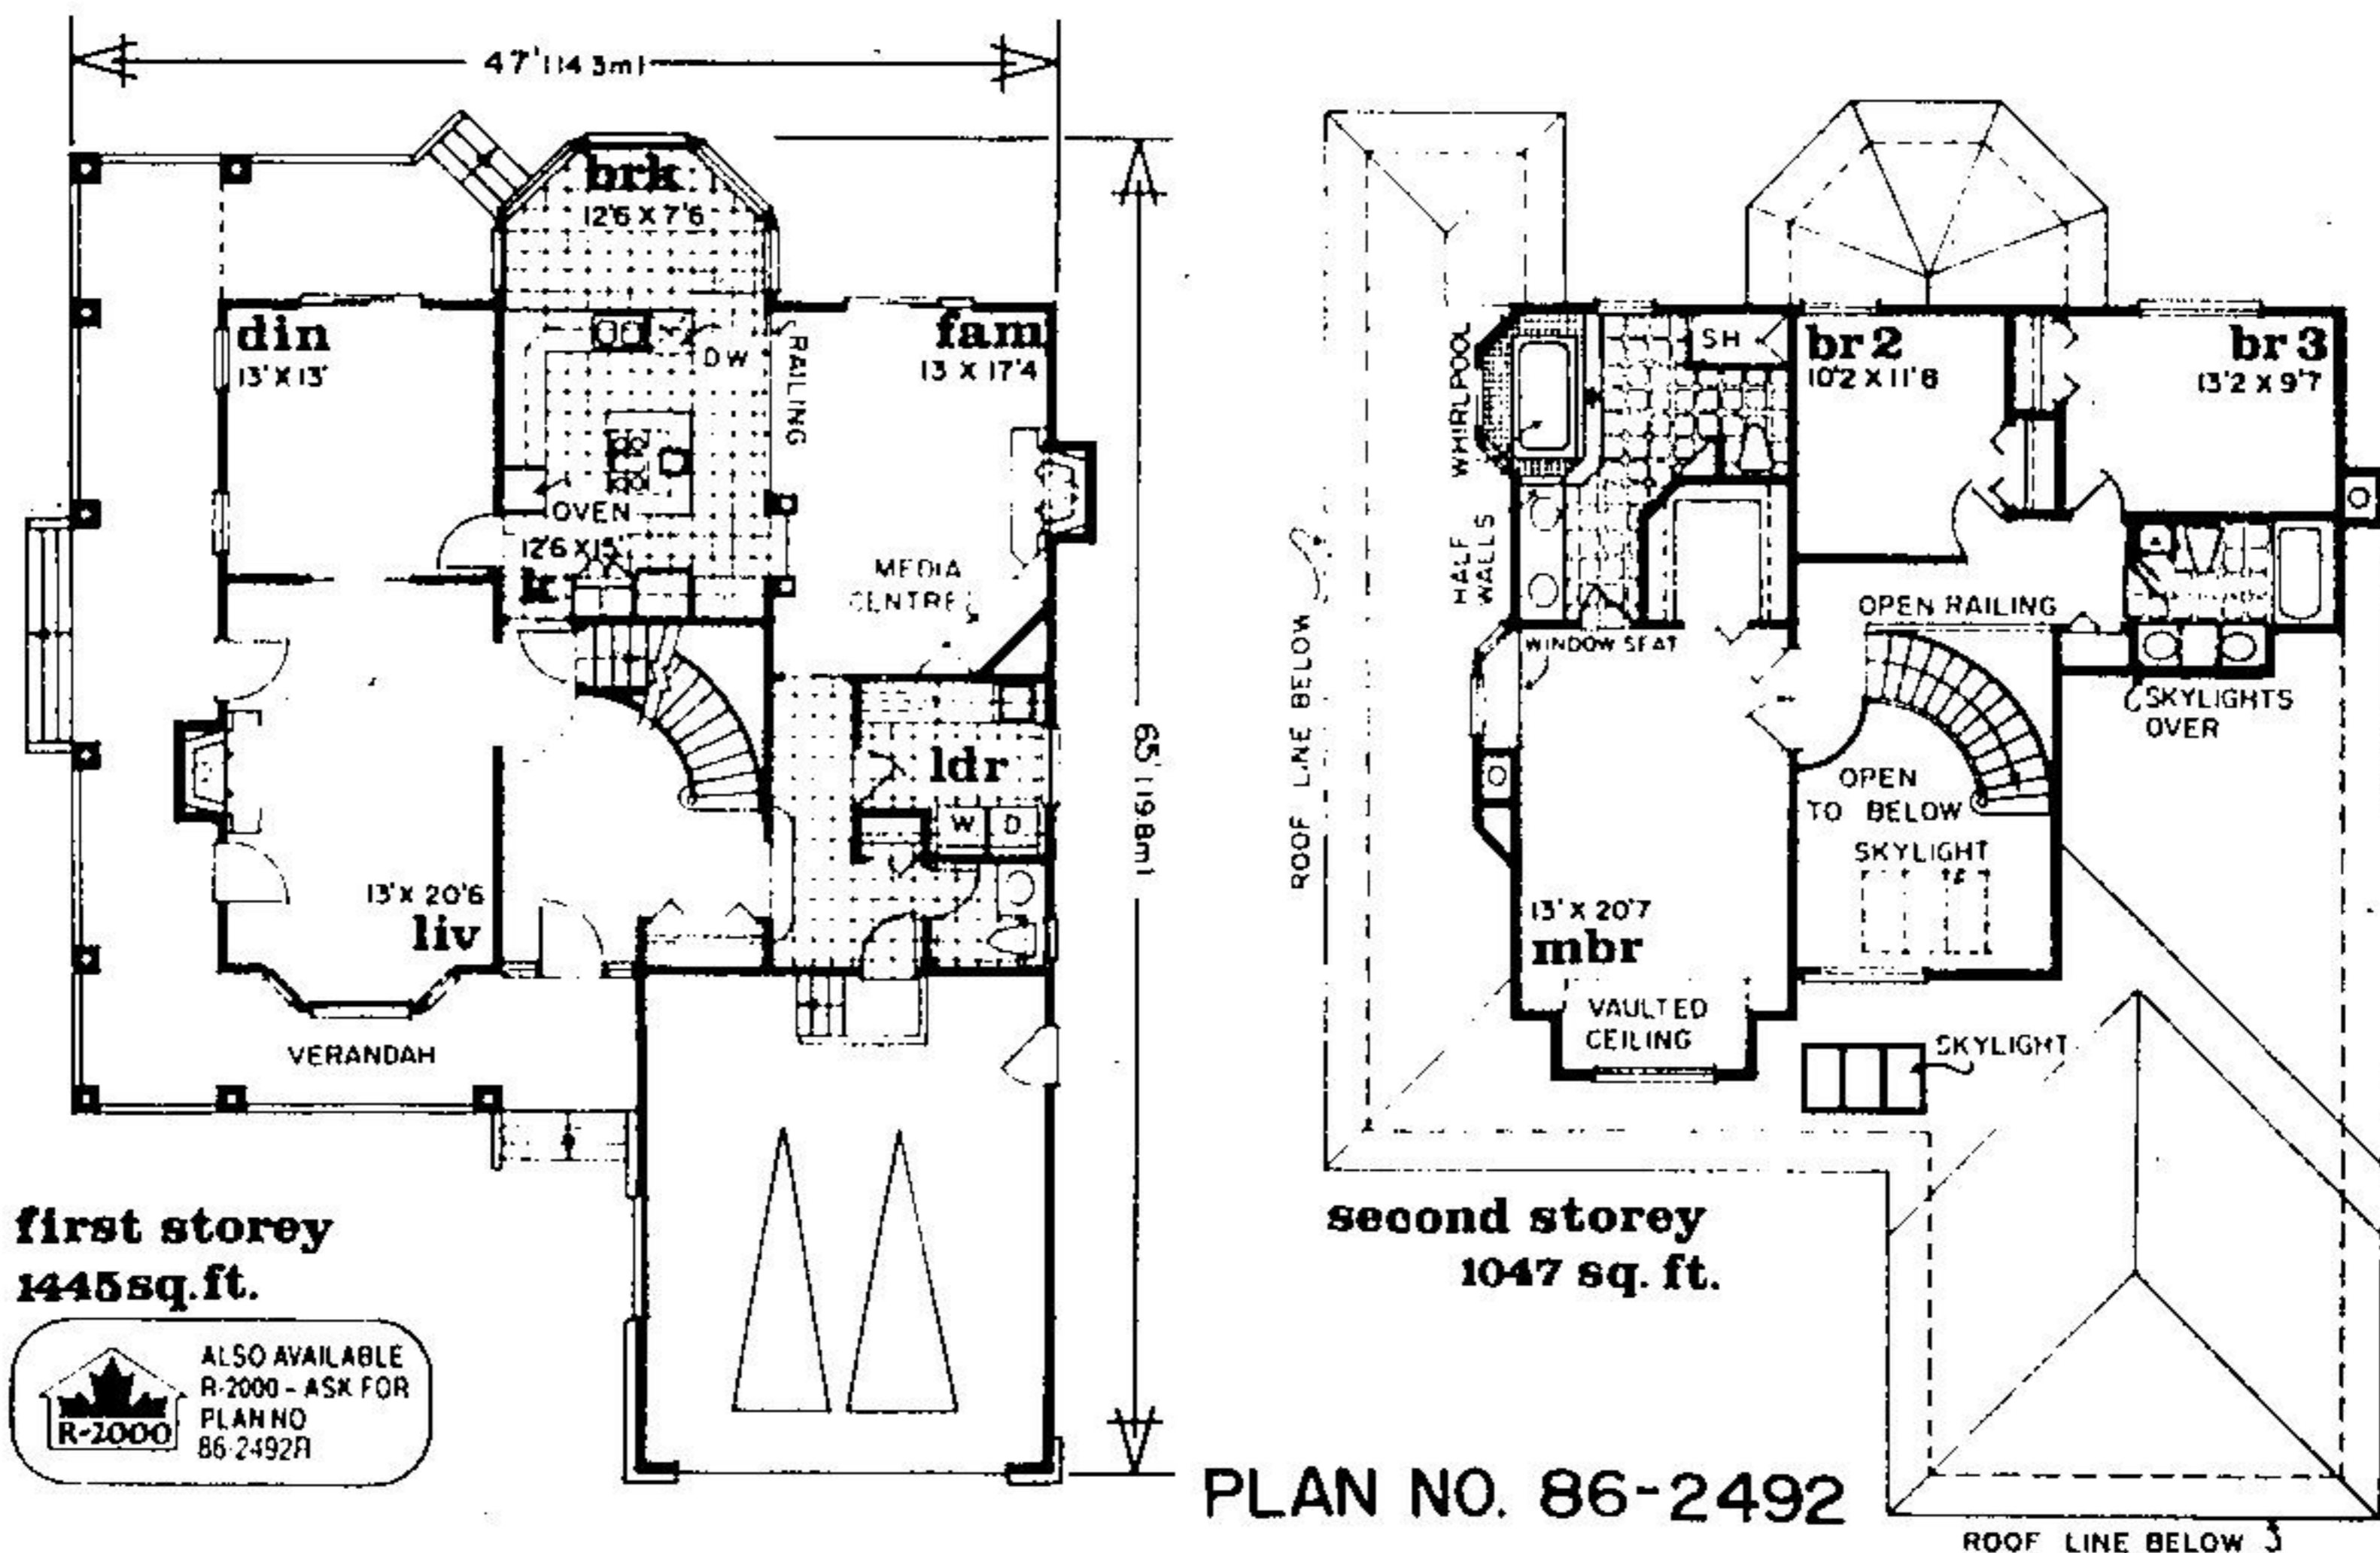 47' (14.3m)
brk
12'6 X 7'6
din
13' X 13'
DW
RAILING
fam
13 X 17'4
OVEN
12'6 X 15'
k
MEDIA
CENTRE
65' (19.8m)
ldr
W D
13' X 20'6
liv
VERANDAH
first storey
1445 sq. ft.
R-2000
ALSO AVAILABLE
R-2000 - ASK FOR
PLAN NO
86-2492R
WHIRLPOOL
HALF
WALLS
SH
br 2
10'2 X 11'8
br 3
13'2 X 9'7
ROOF LINE BELOW
WINDOW SEAT
OPEN RAILING
SKYLIGHTS
OVER
OPEN
TO BELOW
SKYLIGHT
13' X 20'7
mbr
VAULTED
CEILING
SKYLIGHT
second storey
1047 sq. ft.
PLAN NO. 86-2492
ROOF LINE BELOW